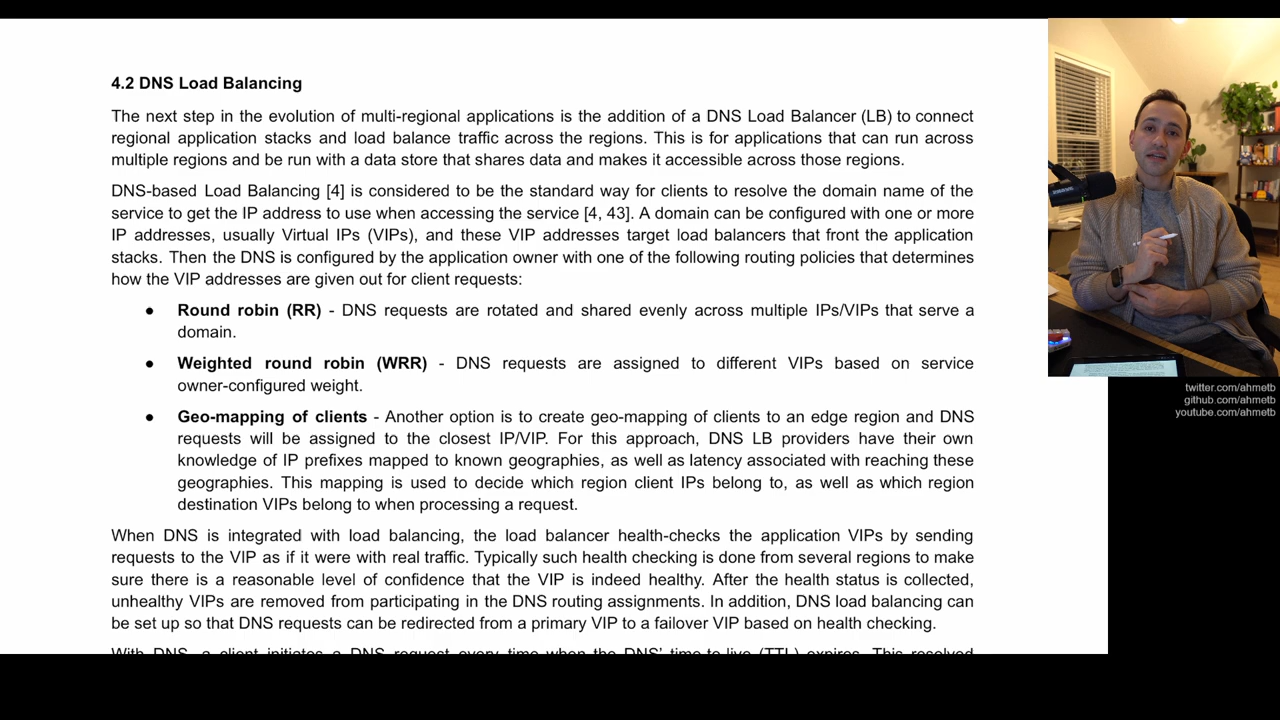 4.2 DNS Load Balancing
The next step in the evolution of multi-regional applications is the addition of a DNS Load Balancer (LB) to connect
regional application stacks and load balance traffic across the regions. This is for applications that can run across
multiple regions and be run with a data store that shares data and makes it accessible across those regions.
DNS-based Load Balancing [4] is considered to be the standard way for clients to resolve the domain name of the
service to get the IP address to use when accessing the service [4, 43]. A domain can be configured with one or more
IP addresses, usually Virtual IPs (VIPs), and these VIP addresses target load balancers that front the application
stacks. Then the DNS is configured by the application owner with one of the following routing policies that determines
how the VIP addresses are given out for client requests:
● Round robin (RR) - DNS requests are rotated and shared evenly across multiple IPs/VIPs that serve a
domain.
● Weighted round robin (WRR) - DNS requests are assigned to different VIPs based on service
owner-configured weight.
● Geo-mapping of clients - Another option is to create geo-mapping of clients to an edge region and DNS
requests will be assigned to the closest IP/VIP. For this approach, DNS LB providers have their own
knowledge of IP prefixes mapped to known geographies, as well as latency associated with reaching these
geographies. This mapping is used to decide which region client IPs belong to, as well as which region
destination VIPs belong to when processing a request.
When DNS is integrated with load balancing, the load balancer health-checks the application VIPs by sending
requests to the VIP as if it were with real traffic. Typically such health checking is done from several regions to make
sure there is a reasonable level of confidence that the VIP is indeed healthy. After the health status is collected,
unhealthy VIPs are removed from participating in the DNS routing assignments. In addition, DNS load balancing can
be set up so that DNS requests can be redirected from a primary VIP to a failover VIP based on health checking.
With DNS, a client initiates a DNS request every time when the DNS' time-to-live (TTL) expires. This resolved
twitter.com/ahmetb
github.com/ahmetb
youtube.com/ahmetb